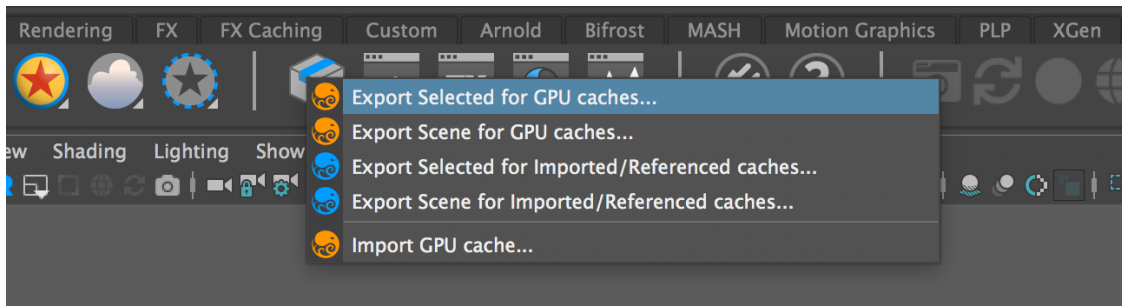 Rendering FX FX Caching Custom Arnold Bifrost MASH Motion Graphics PLP XGen
Export Selected for GPU caches...
Export Scene for GPU caches...
ew Shading Lighting Show
Export Selected for Imported/Referenced caches...
Export Scene for Imported/Referenced caches...
Import GPU cache...